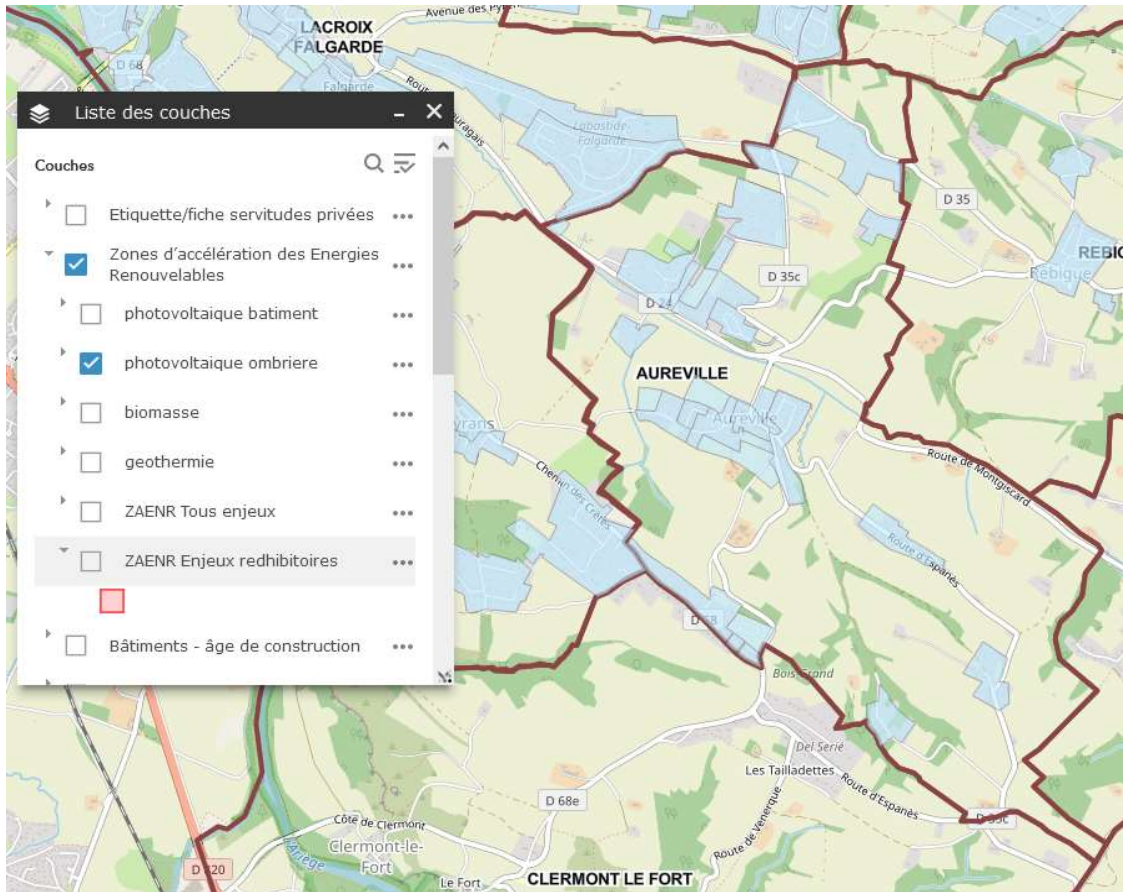 Avenue des
LACROIX
FALGARDE
D 68
Falgarde
Liste des couches
Couches
Etiquette/fiche servitudes privées
Zones d'accélération des Energies
Renouvelables
photovoltaique batiment
photovoltaique ombriere
biomasse
geothermie
ZAENR Tous enjeux
ZAENR Enjeux redhibitoires
Bâtiments - âge de construction
Labastide
Falgarde
D 35
REBIG
Rebigue
D 35c
D 24
AUREVILLE
Aureville
Chemin des Crêtes
Route de Montgiscard
Route d'Espanès
D 68
Bois Grand
Del Serié
Les Tailladettes
Route d'Espanès
D 68e
D 35c
Route de Venerque
Côte de Clermont
Clermont-le-
Fort
Ariège
D 820
Le Fort
CLERMONT LE FORT